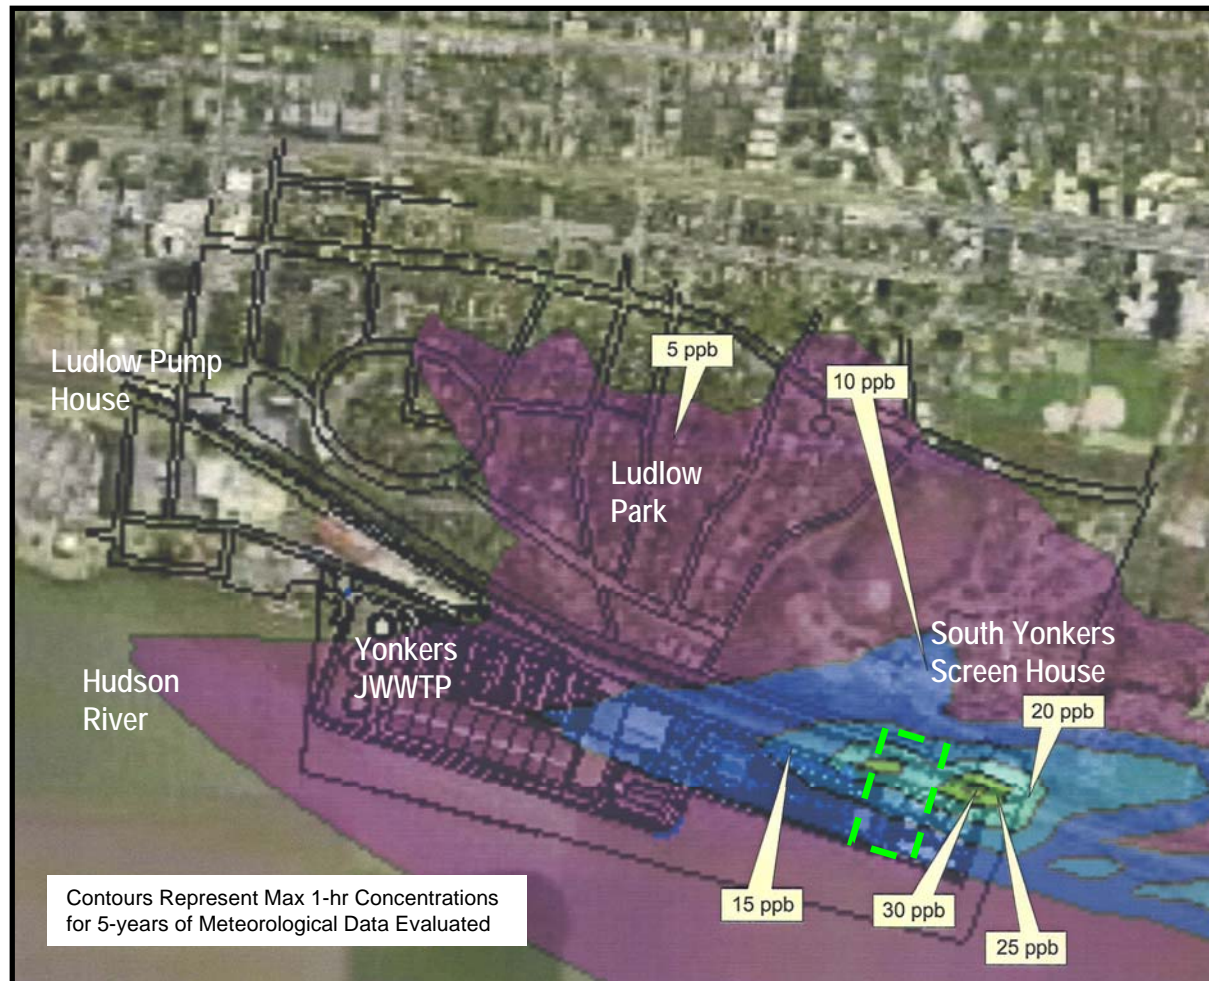 Ludlow Pump
House
5 ppb
10 ppb
Ludlow
Park
South Yonkers
Screen House
Yonkers
JWWTP
Hudson
River
20 ppb
15 ppb
30 ppb
25 ppb
Contours Represent Max 1-hr Concentrations
for 5-years of Meteorological Data Evaluated